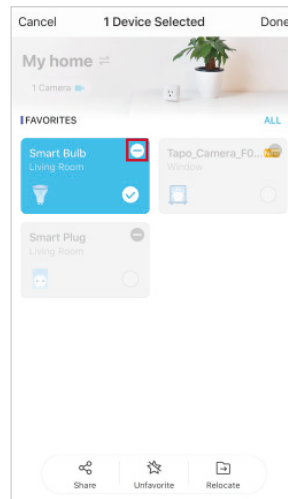 Cancel 1 Device Selected Done
My home
1 Camera
FAVORITES ALL
Smart Bulb Tapo_Camera_F0...
Living Room Window
Smart Plug
Living Room
Share Unfavorite Relocate